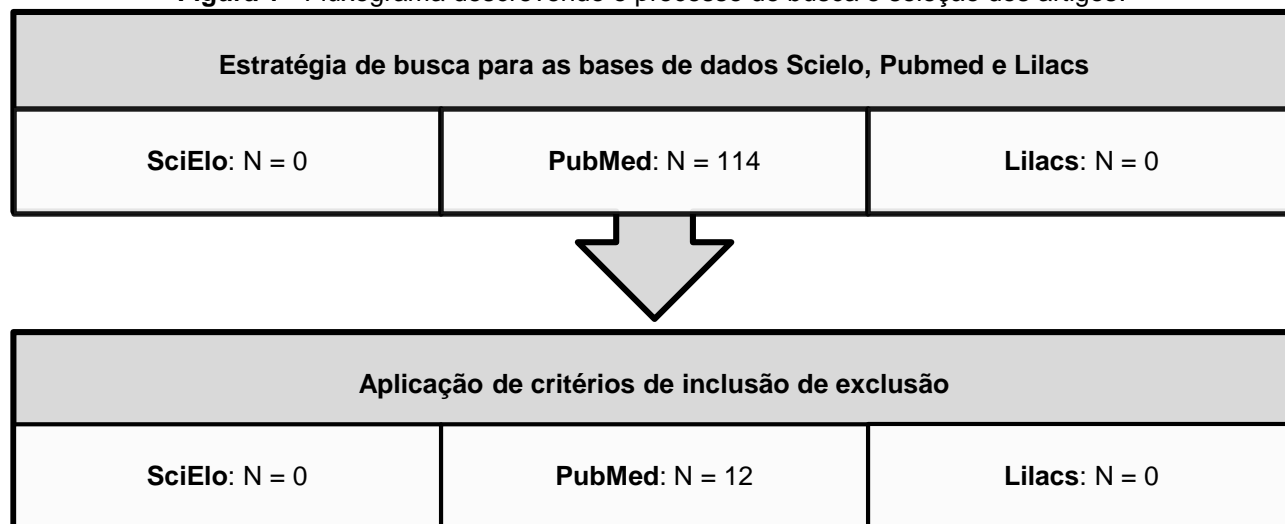 Estratégia de busca para as bases de dados Scielo, Pubmed e Lilacs
SciElo: N = 0
PubMed: N = 114
Lilacs: N = 0
Aplicação de critérios de inclusão de exclusão
SciElo: N = 0
PubMed: N = 12
Lilacs: N = 0